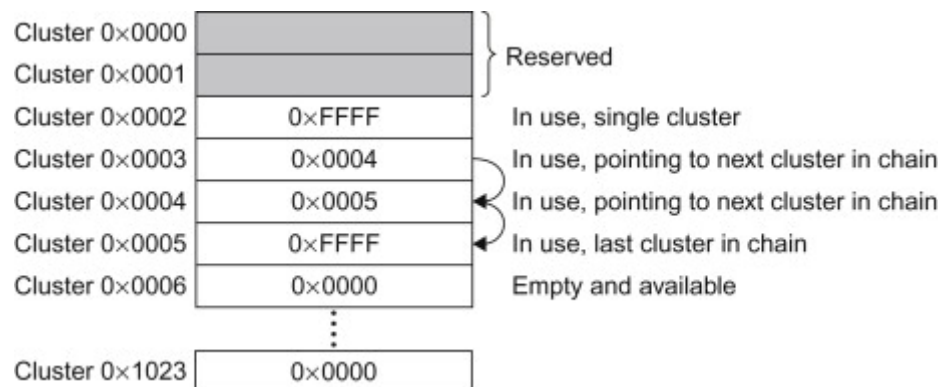 Cluster 0×0000
Cluster 0×0001
Reserved
Cluster 0×0002 0×FFFF In use, single cluster
Cluster 0×0003 0×0004 In use, pointing to next cluster in chain
Cluster 0×0004 0×0005 In use, pointing to next cluster in chain
Cluster 0×0005 0×FFFF In use, last cluster in chain
Cluster 0×0006 0×0000 Empty and available
Cluster 0×1023 0×0000